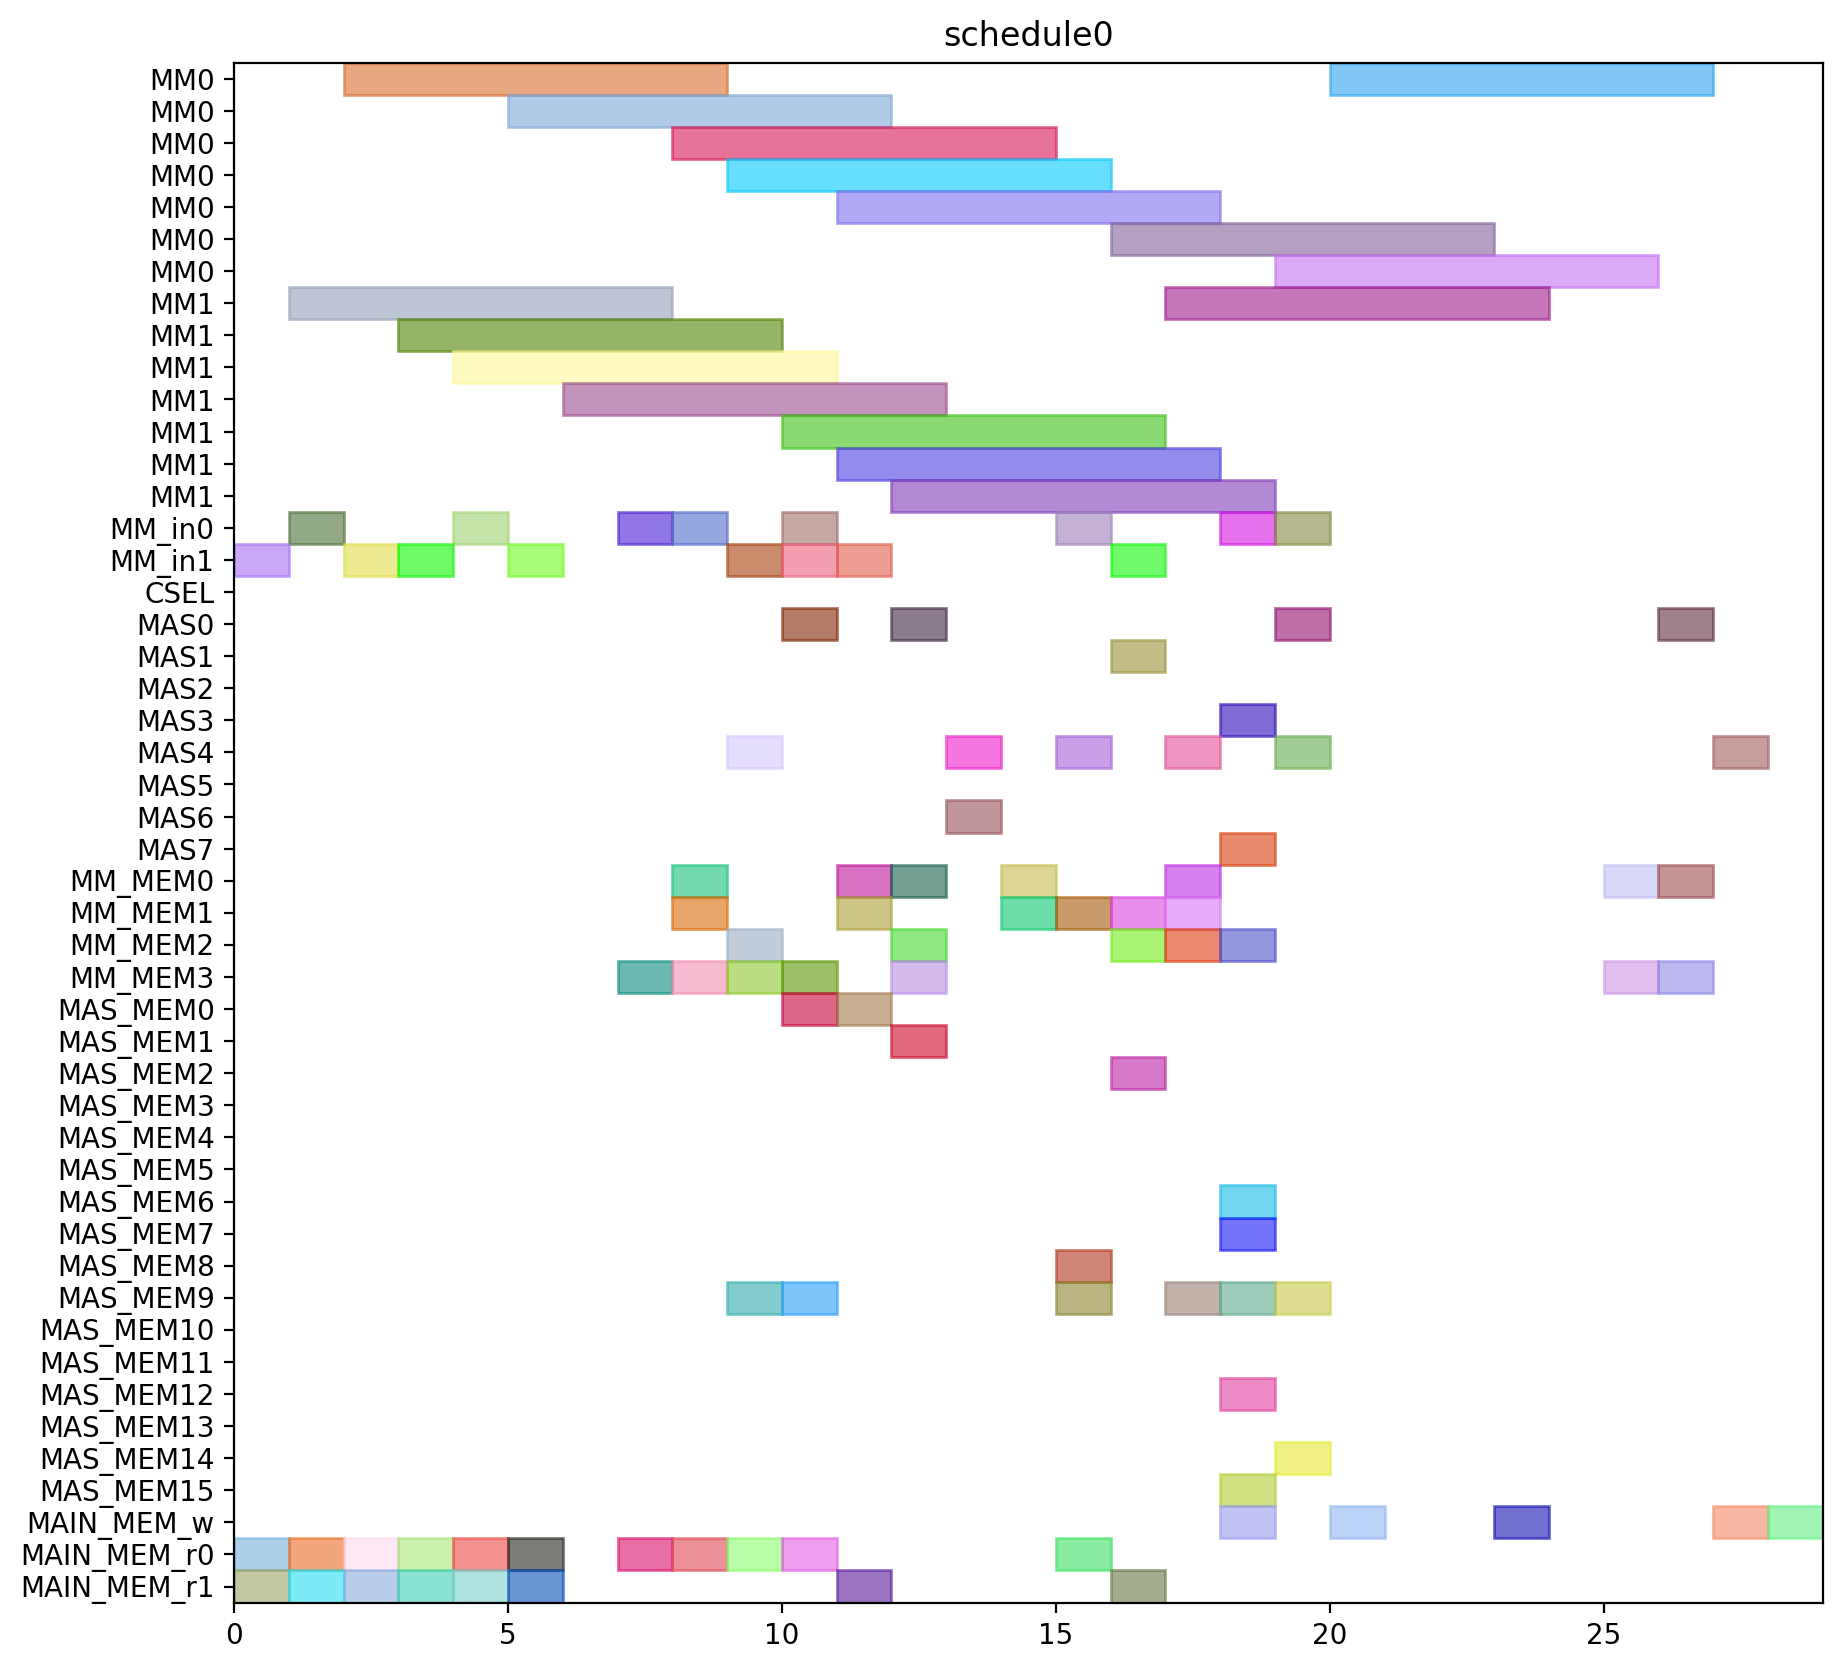 schedule0
MM0
MM0
MM0
MM0
MM0
MM0
MM0
MM1
MM1
MM1
MM1
MM1
MM1
MM1
MM_in0
MM_in1
CSEL
MAS0
MAS1
MAS2
MAS3
MAS4
MAS5
MAS6
MAS7
MM_MEM0
MM_MEM1
MM_MEM2
MM_MEM3
MAS_MEM0
MAS_MEM1
MAS_MEM2
MAS_MEM3
MAS_MEM4
MAS_MEM5
MAS_MEM6
MAS_MEM7
MAS_MEM8
MAS_MEM9
MAS_MEM10
MAS_MEM11
MAS_MEM12
MAS_MEM13
MAS_MEM14
MAS_MEM15
MAIN_MEM_w
MAIN_MEM_r0
MAIN_MEM_r1
0 5 10 15 20 25